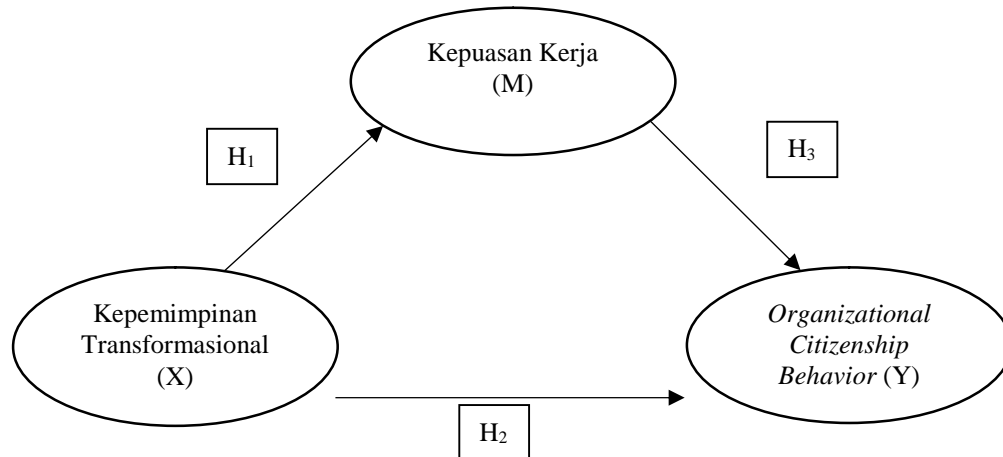 Kepuasan Kerja
(M)
H₁
H₃
Kepemimpinan
Transformasional
(X)
Organizational
Citizenship
Behavior (Y)
H₂